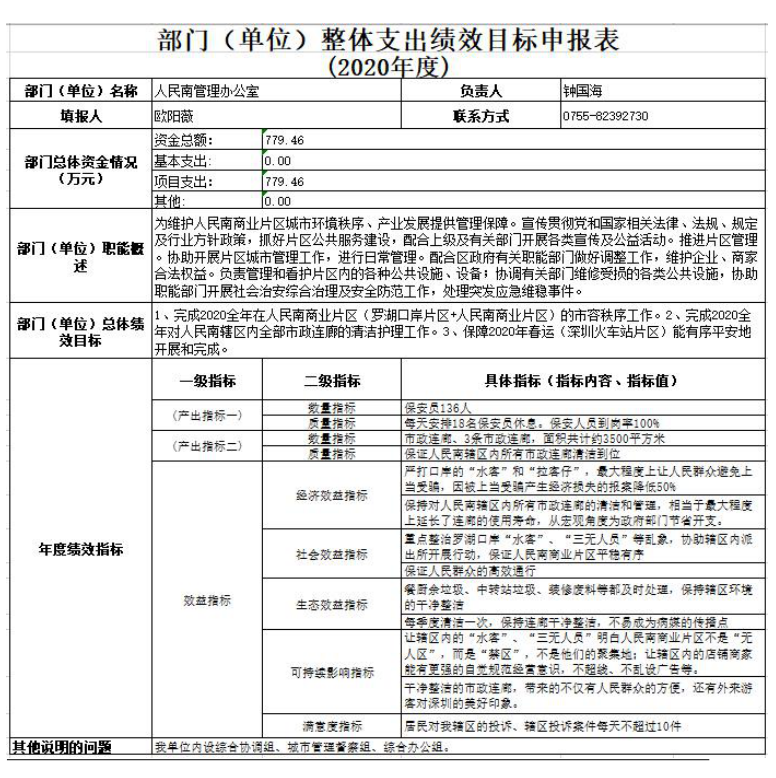 部门（单位）整体支出绩效目标申报表
(2020年度)
部门（单位）名称 人民南管理办公室 负责人 钟国海
填报人 欧阳薇 联系方式 0755-82392730
部门总体资金情况
（万元）
资金总额： 779.46
基本支出： 0.00
项目支出： 779.46
其他： 0.00
部门（单位）职能概
述
为维护人民南商业片区城市环境秩序、产业发展提供管理保障。宣传贯彻党和国家相关法律、法规、规定
及行业方针政策，抓好片区公共服务建设，配合上级及有关部门开展各类宣传及公益活动。推进片区管理
。协助开展片区城市管理工作，进行日常管理。配合区政府有关职能部门做好调整工作，维护企业、商家
合法权益。负责管理和看护片区内的各种公共设施、设备；协调有关部门维修受损的各类公共设施，协助
职能部门开展社会治安综合治理及安全防范工作，处理突发应急维稳事件。
部门（单位）总体绩
效目标
1、完成2020全年在人民南商业片区（罗湖口岸片区+人民南商业片区）的市容秩序工作。2、完成2020全
年对人民南辖区内全部市政连廊的清洁护理工作。3、保障2020年春运（深圳火车站片区）能有序平安地
开展和完成。
年度绩效指标
一级指标 二级指标 具体指标（指标内容、指标值）
（产出指标一）
数量指标 保安员136人
质量指标 每天安排18名保安员休息。保安人员到岗率100%
（产出指标二）
数量指标 市政连廊、3条市政连廊，面积共计约3500平方米
质量指标 保证人民南辖区内所有市政连廊清洁到位
效益指标
经济效益指标
严打口岸的“水客”和“拉客仔”，最大程度上让人民群众避免上
当受骗，因被上当受骗产生经济损失的报案降低50%
保持对人民南辖区内所有市政连廊的清洁和管理，相当于最大程度
上延长了连廊的使用寿命，从宏观角度为政府部门节省开支。
社会效益指标
重点整治罗湖口岸“水客”、“三无人员”等乱象，协助辖区内派
出所开展行动，保证人民南商业片区平稳有序
保证人民群众的高效通行
生态效益指标
餐厨余垃圾、中转站垃圾、装修废料等都及时处理，保持辖区环境
的干净整洁
每季度清洁一次，保持连廊干净整洁，不易成为病媒的传播点
可持续影响指标
让辖区内的“水客”、“三无人员”明白人民南商业片区不是“无
人区”，而是“禁区”，不是他们的聚集地；让辖区内的店铺商家
能有更强的自觉规范经营意识，不超线、不乱设广告等。
干净整洁的市政连廊，带来的不仅有人民群众的方便，还有外来游
客对深圳的美好印象。
满意度指标 居民对我辖区的投诉、辖区投诉案件每天不超过10件
其他说明的问题 我单位内设综合协调组、城市管理督察组、综合办公组。